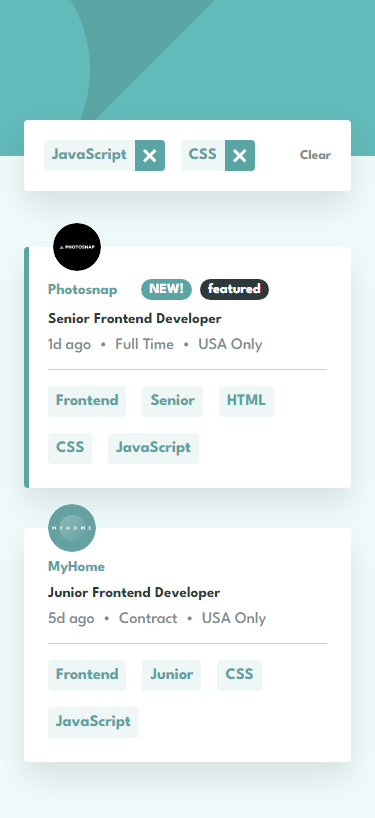 JavaScript CSS Clear
PHOTOSNAP
Photosnap NEW! featured
Senior Frontend Developer
1d ago • Full Time • USA Only
Frontend Senior HTML
CSS JavaScript
MYHOME
MyHome
Junior Frontend Developer
5d ago • Contract • USA Only
Frontend Junior CSS
JavaScript